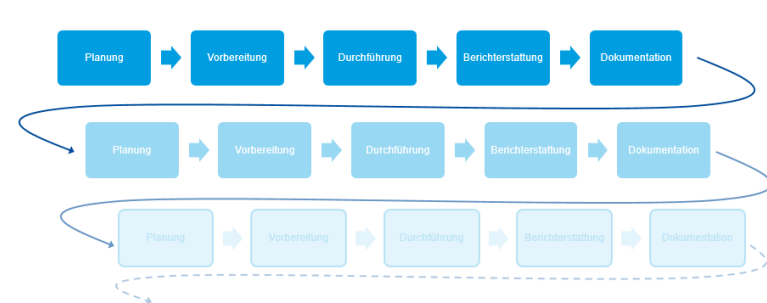 Planung
Vorbereitung
Durchführung
Berichterstattung
Dokumentation
Planung
Vorbereitung
Durchführung
Berichterstattung
Dokumentation
Planung
Vorbereitung
Durchführung
Berichterstattung
Dokumentation